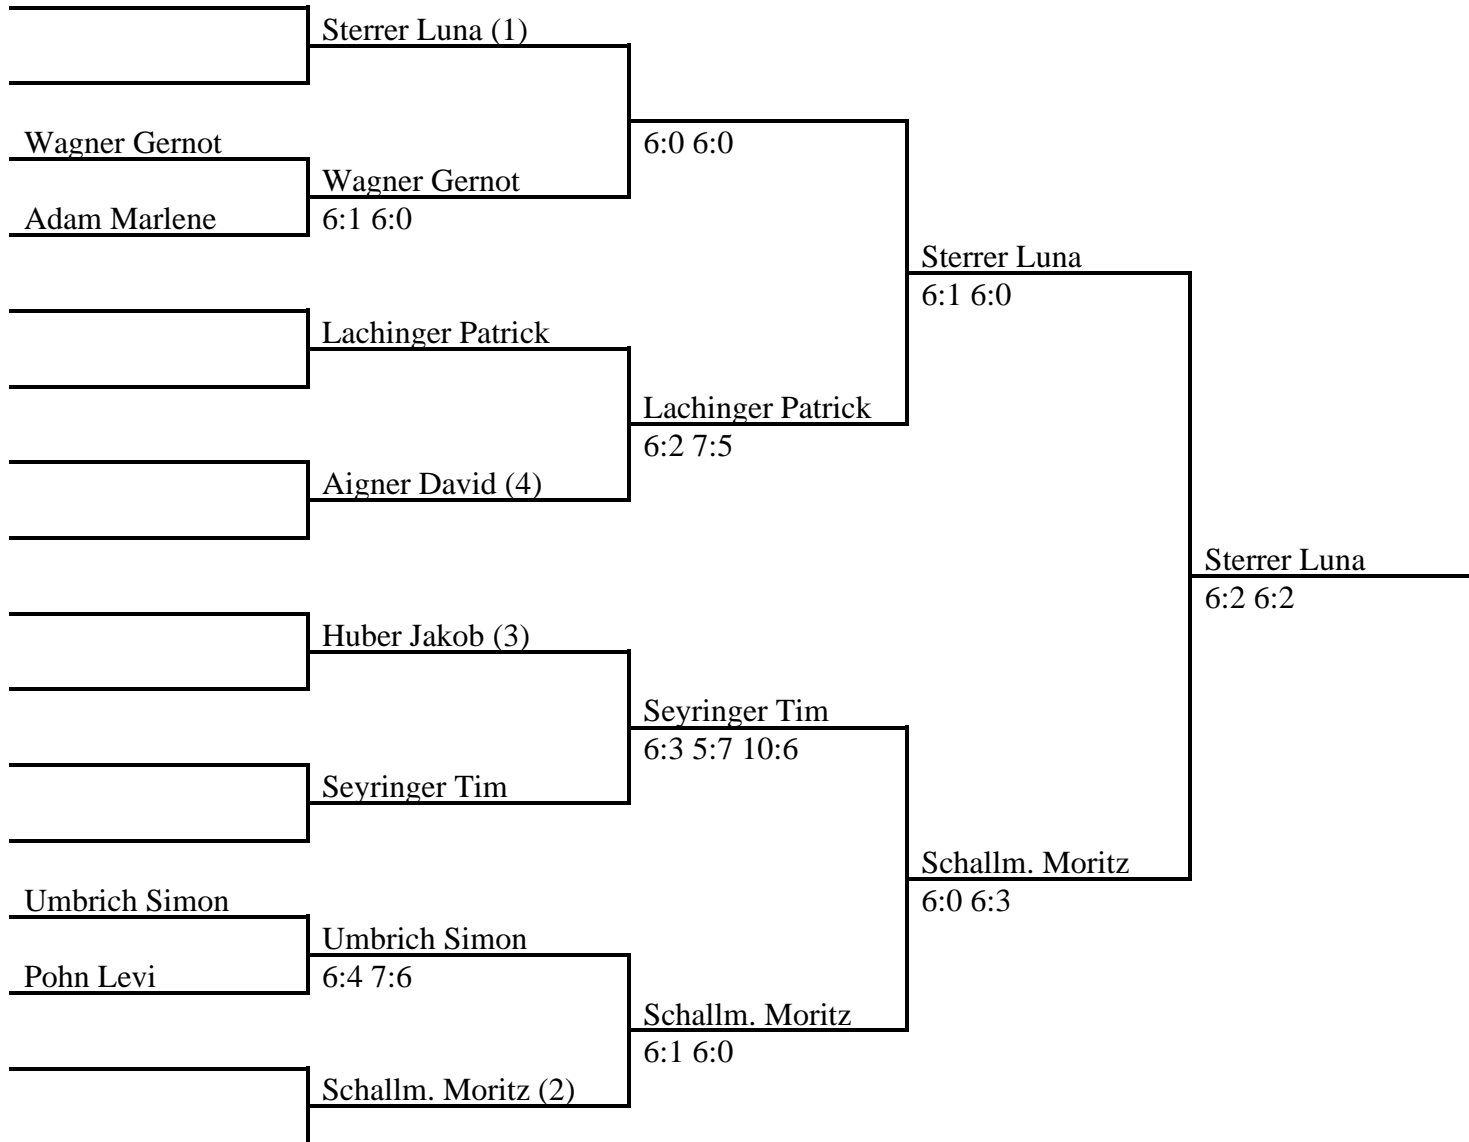 Sterrer Luna (1)
Wagner Gernot
6:0 6:0
Wagner Gernot
Adam Marlene
6:1 6:0
Sterrer Luna
6:1 6:0
Lachinger Patrick
Lachinger Patrick
6:2 7:5
Aigner David (4)
Sterrer Luna
6:2 6:2
Huber Jakob (3)
Seyringer Tim
6:3 5:7 10:6
Seyringer Tim
Schallm. Moritz
6:0 6:3
Umbrich Simon
Umbrich Simon
Pohn Levi
6:4 7:6
Schallm. Moritz
6:1 6:0
Schallm. Moritz (2)